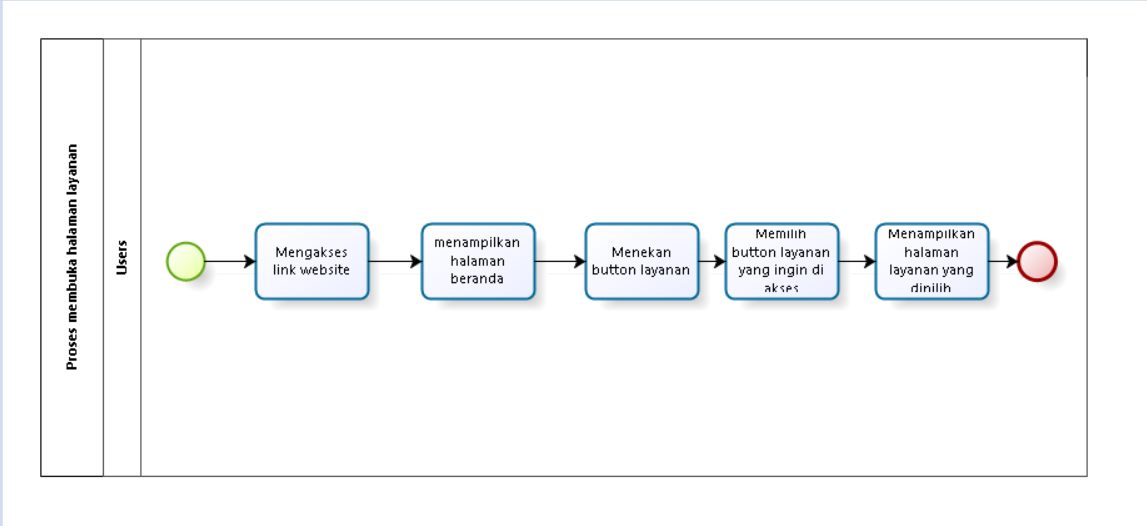 Proses membuka halaman layanan
Users
Mengakses
link website
menampilkan
halaman
beranda
Menekan
button layanan
Memilih
button layanan
yang ingin di
akses
Menampilkan
halaman
layanan yang
dipilih